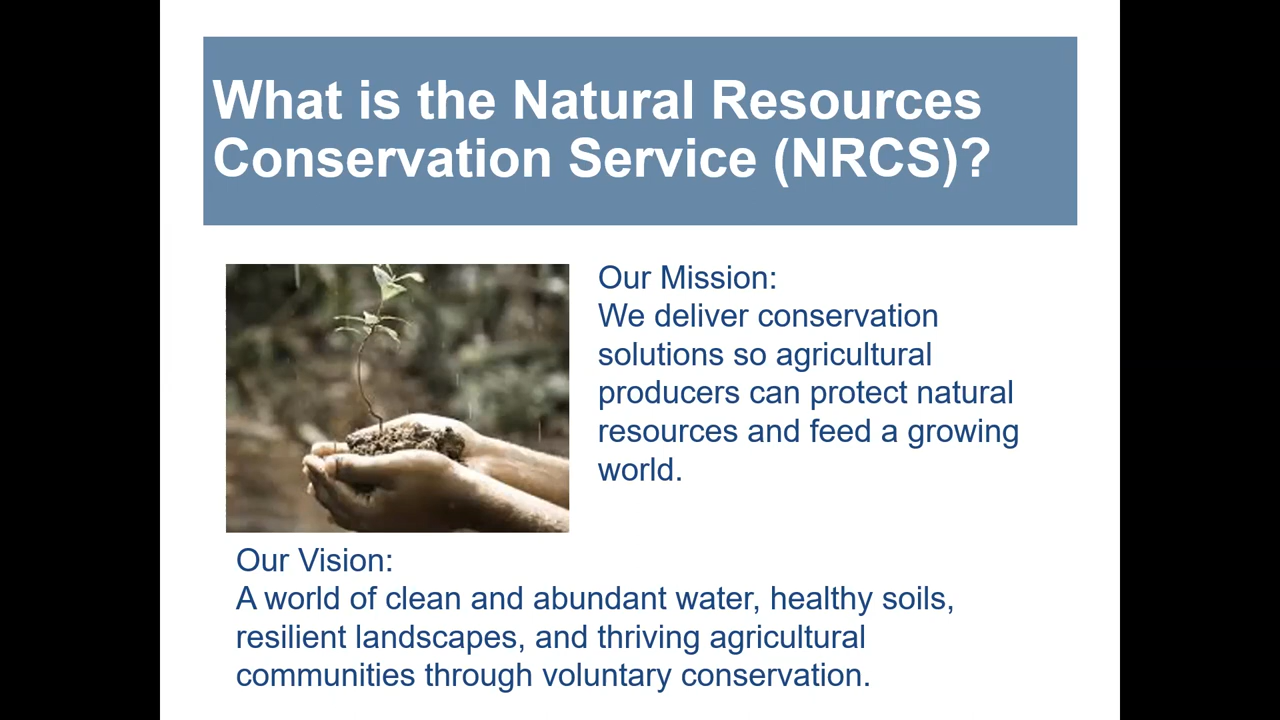 What is the Natural Resources
Conservation Service (NRCS)?
Our Mission:
We deliver conservation
solutions so agricultural
producers can protect natural
resources and feed a growing
world.
Our Vision:
A world of clean and abundant water, healthy soils,
resilient landscapes, and thriving agricultural
communities through voluntary conservation.